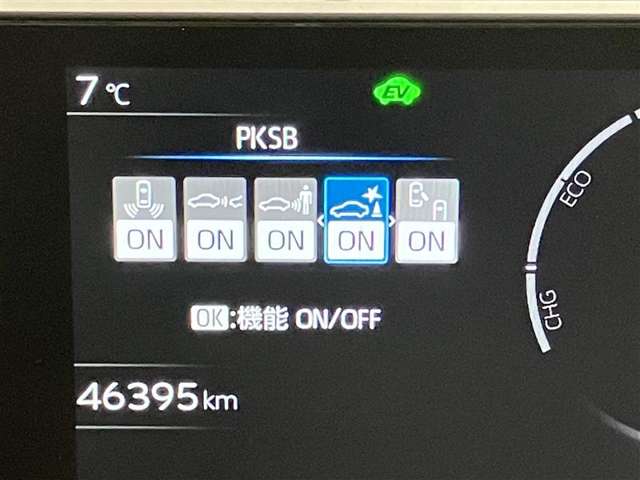 7℃
EV
PKSB
ON ON ON ON ON
OK:機能 ON/OFF
ECO
CHG
46395km